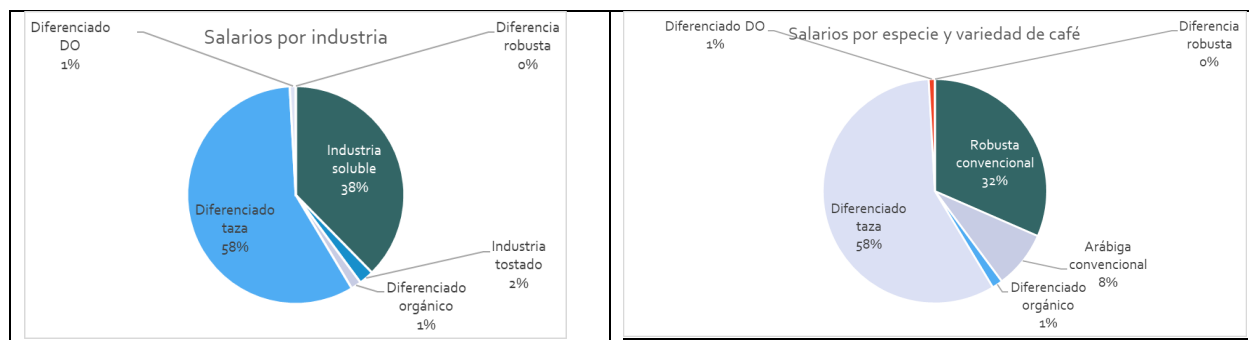 Salarios por industria
Diferenciado
DO
1%
Diferencia
robusta
0%
Industria
soluble
38%
Diferenciado
taza
58%
Industria
tostado
2%
Diferenciado
orgánico
1%
Salarios por especie y variedad de café
Diferenciado DO
1%
Diferencia
robusta
0%
Robusta
convencional
32%
Diferenciado
taza
58%
Arábiga
convencional
8%
Diferenciado
orgánico
1%